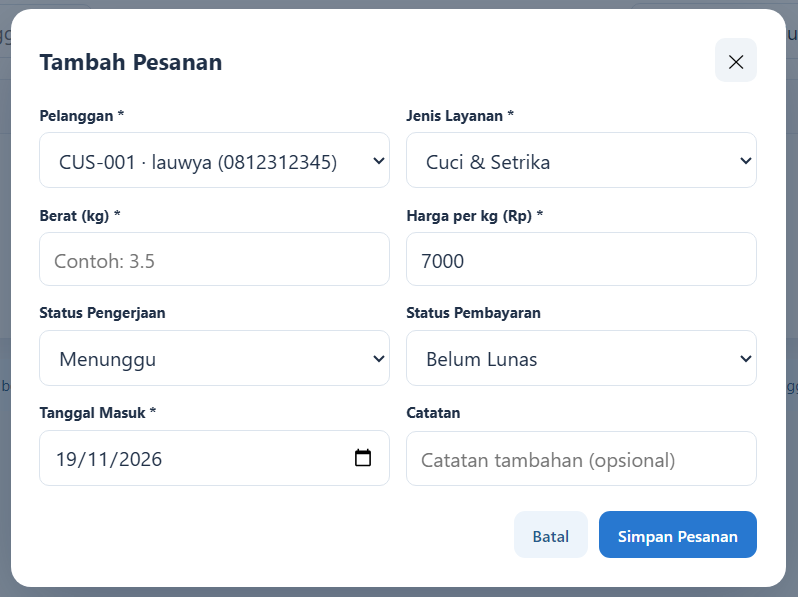 Tambah Pesanan
Pelanggan *
Jenis Layanan *
CUS-001 · lauwya (0812312345)
Cuci & Setrika
Berat (kg) *
Harga per kg (Rp) *
Contoh: 3.5
7000
Status Pengerjaan
Status Pembayaran
Menunggu
Belum Lunas
Tanggal Masuk *
Catatan
19/11/2026
Catatan tambahan (opsional)
Batal
Simpan Pesanan